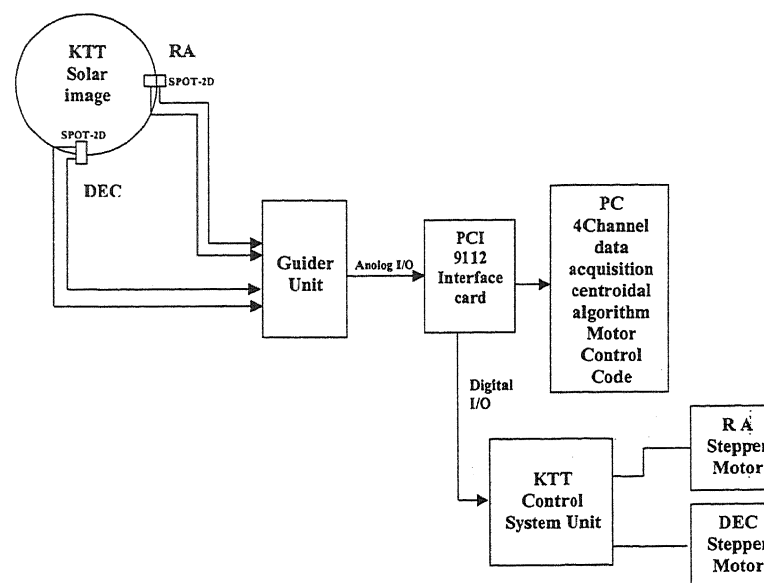 KTT
Solar
image
RA
SPOT-2D
SPOT-2D
DEC
Guider
Unit
Anolog I/O
PCI
9112
Interface
card
PC
4Channel
data
acquisition
centroidal
algorithm
Motor
Control
Code
Digital
I/O
KTT
Control
System Unit
R A
Stepper
Motor
DEC
Stepper
Motor